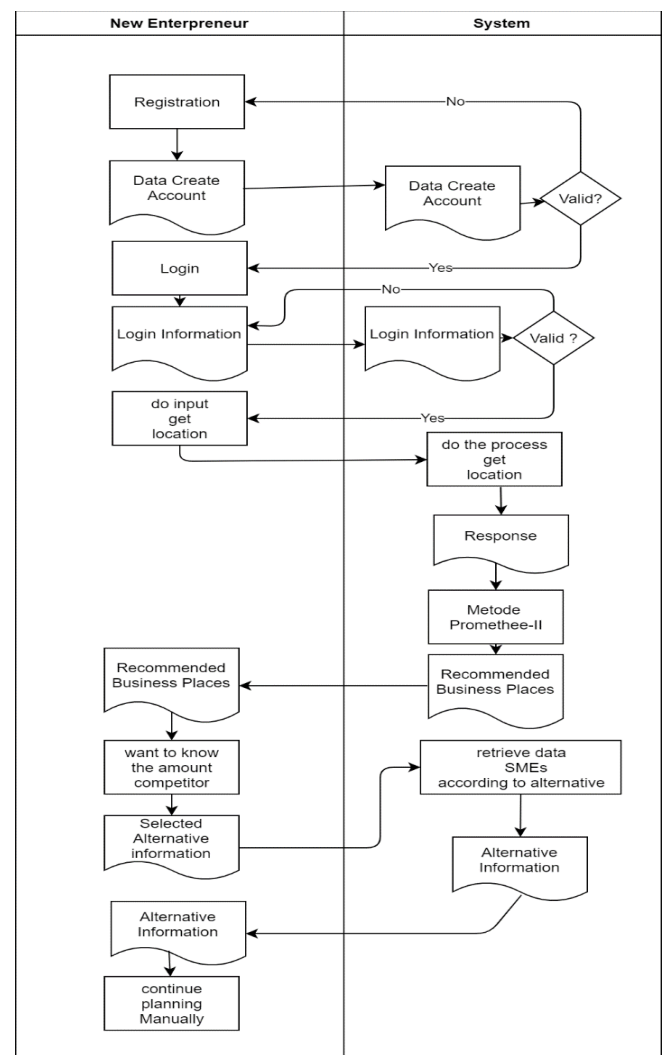 New Enterpreneur
System
Registration
No
Data Create
Account
Data Create
Account
Valid?
Login
Yes
No
Login Information
Login Information
Valid ?
do input
get
location
Yes
do the process
get
location
Response
Metode
Promethee-II
Recommended
Business Places
Recommended
Business Places
want to know
the amount
competitor
retrieve data
SMEs
according to alternative
Selected
Alternative
information
Alternative
Information
Alternative
Information
continue
planning
Manually